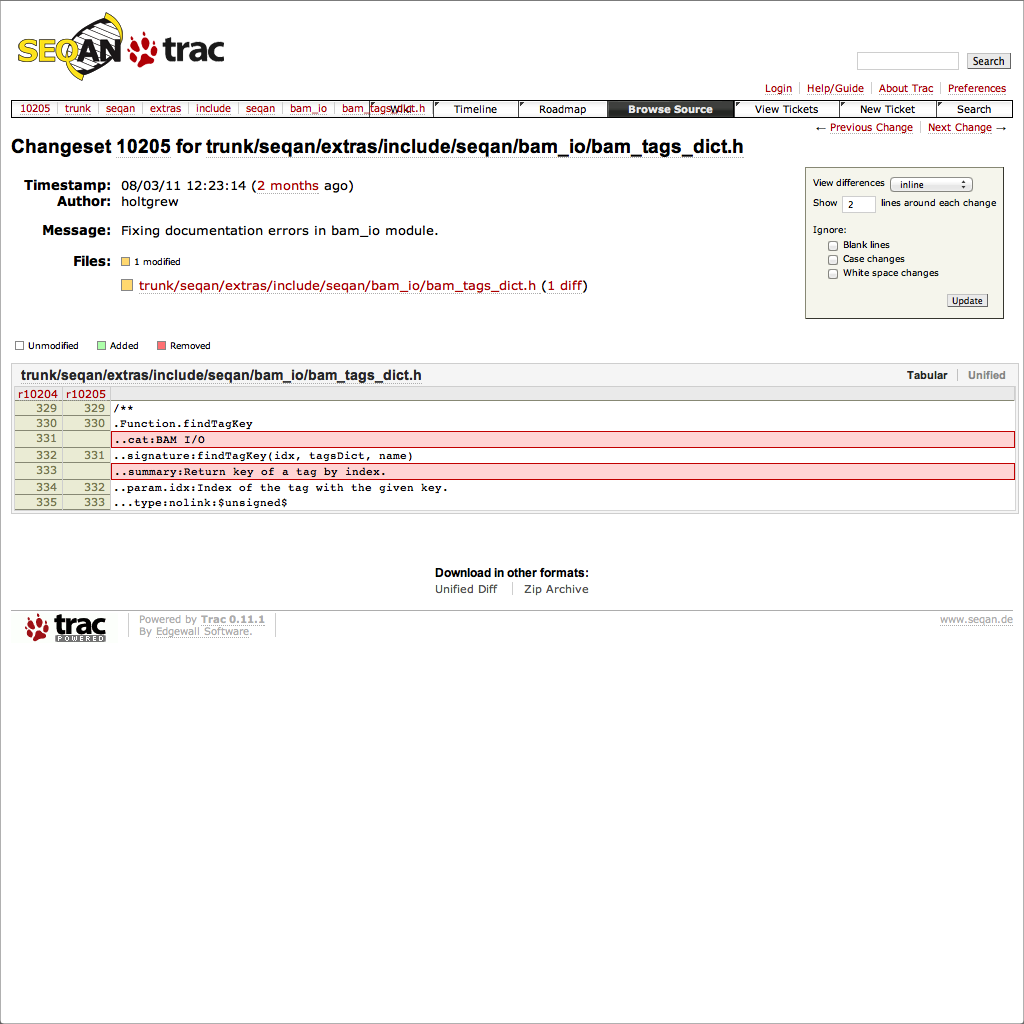 SEQAN trac
Search
Login Help/Guide About Trac Preferences
10205 trunk seqan extras include seqan bam_io bam_tags_dict.h Wiki Timeline Roadmap Browse Source View Tickets New Ticket Search
← Previous Change Next Change →
Changeset 10205 for trunk/seqan/extras/include/seqan/bam_io/bam_tags_dict.h
Timestamp: 08/03/11 12:23:14 (2 months ago)
Author: holtgrew
Message: Fixing documentation errors in bam_io module.
Files: 1 modified
trunk/seqan/extras/include/seqan/bam_io/bam_tags_dict.h (1 diff)
View differences inline
Show 2 lines around each change
Ignore:
Blank lines
Case changes
White space changes
Update
Unmodified Added Removed
trunk/seqan/extras/include/seqan/bam_io/bam_tags_dict.h Tabular Unified
r10204 r10205
329 329 /**
330 330 .Function.findTagKey
331 ..cat:BAM I/O
332 331 ..signature:findTagKey(idx, tagsDict, name)
333 ..summary:Return key of a tag by index.
334 332 ..param.idx:Index of the tag with the given key.
335 333 ...type:nolink:$unsigned$
Download in other formats:
Unified Diff Zip Archive
trac POWERED
Powered by Trac 0.11.1
By Edgewall Software.
www.seqan.de